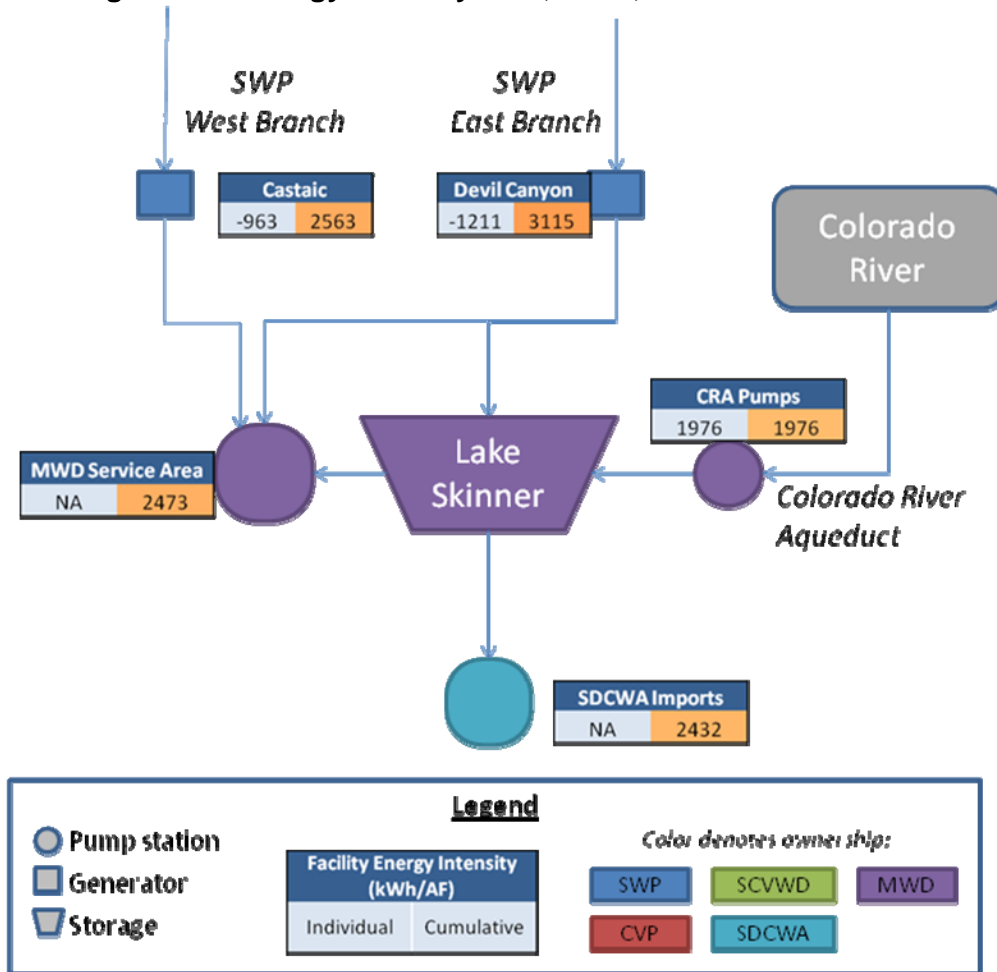 SWP
West Branch
SWP
East Branch
Castaic
-963 2563
Devil Canyon
-1211 3115
Colorado
River
CRA Pumps
1976 1976
Lake
Skinner
MWD Service Area
NA 2473
Colorado River
Aqueduct
SDCWA Imports
NA 2432
Legend
Pump station
Generator
Storage
Facility Energy Intensity
(kWh/AF)
Individual Cumulative
Color denotes owner ship:
SWP SCVWD MWD
CVP SDCWA